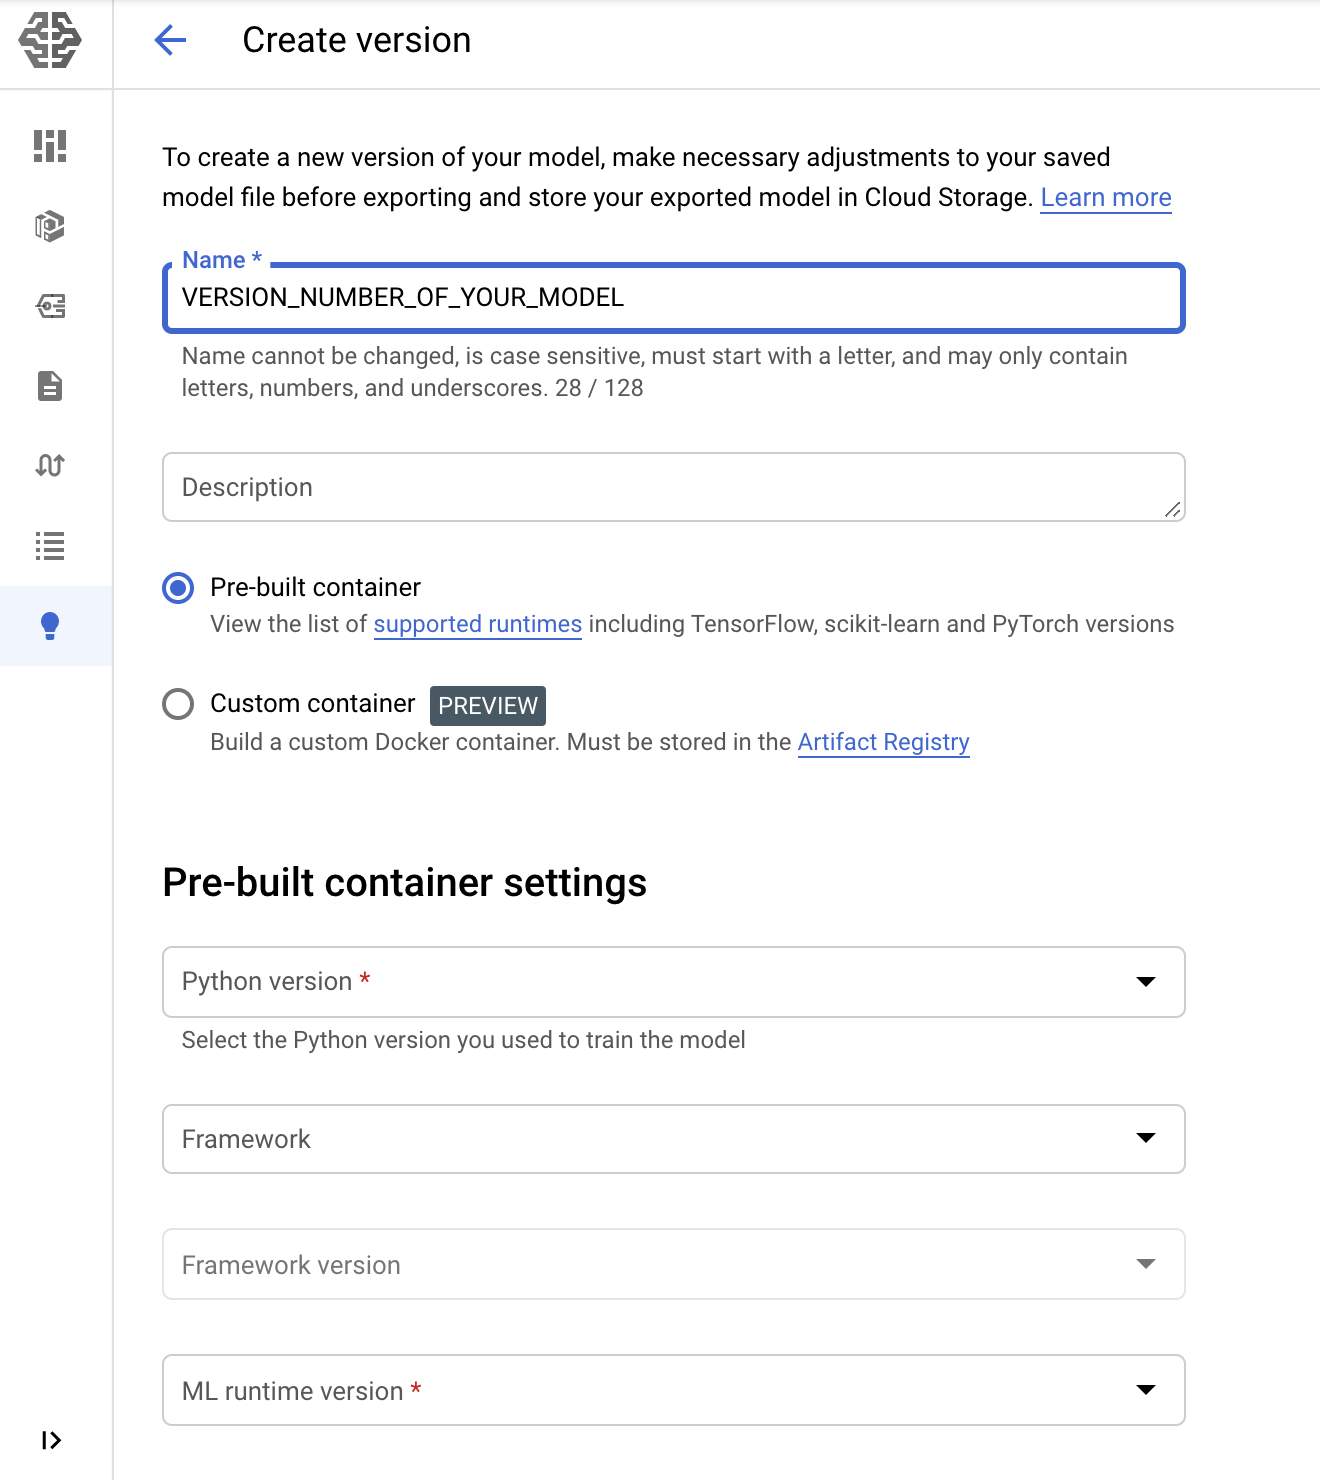 Create version
To create a new version of your model, make necessary adjustments to your saved
model file before exporting and store your exported model in Cloud Storage. Learn more
Name *
VERSION_NUMBER_OF_YOUR_MODEL
Name cannot be changed, is case sensitive, must start with a letter, and may only contain
letters, numbers, and underscores. 28 / 128
Description
Pre-built container
View the list of supported runtimes including TensorFlow, scikit-learn and PyTorch versions
Custom container PREVIEW
Build a custom Docker container. Must be stored in the Artifact Registry
Pre-built container settings
Python version *
Select the Python version you used to train the model
Framework
Framework version
ML runtime version *